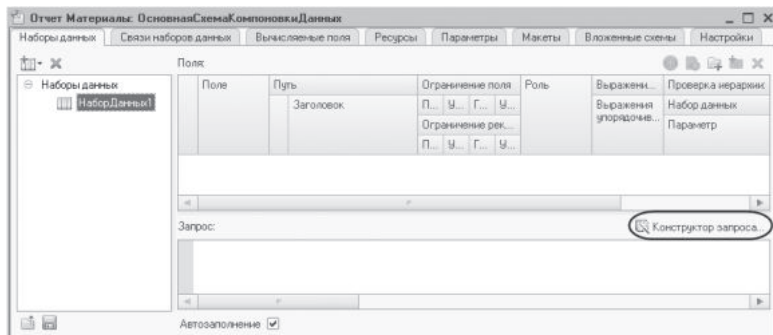 Отчет Материалы: ОсновнаяСхемаКомпоновкиДанных
Наборы данных Связи наборов данных Вычисляемые поля Ресурсы Параметры Макеты Вложенные схемы Настройки
Поля:
Наборы данных
НаборДанных1
Поле Путь Ограничение поля Роль Выражени... Проверка иерархии:
Заголовок П... У... Г... У... Выражения упорядочив... Набор данных
Ограничение рек... Параметр
П... У... Г... У...
Запрос: Конструктор запроса...
Автозаполнение